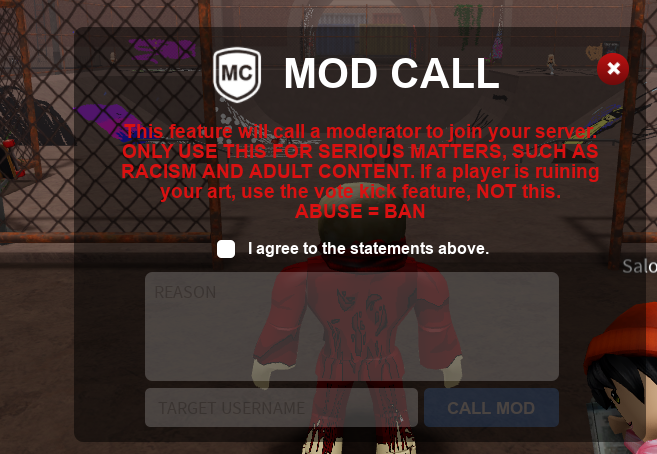 MC
MOD CALL
This feature will call a moderator to join your server.
ONLY USE THIS FOR SERIOUS MATTERS, SUCH AS
RACISM AND ADULT CONTENT. If a player is ruining
your art, use the vote kick feature, NOT this.
ABUSE = BAN
I agree to the statements above.
Salo
REASON
TARGET USERNAME
CALL MOD